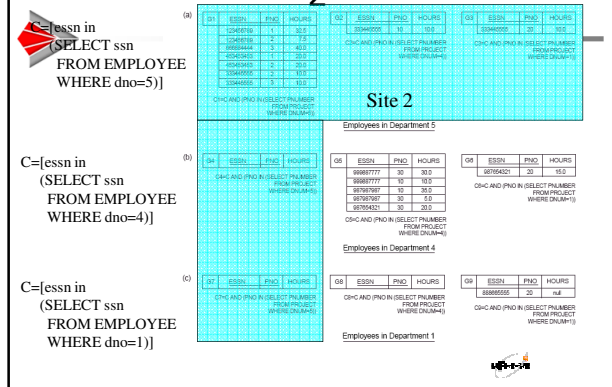 2
C=[essn in
(SELECT ssn
FROM EMPLOYEE
WHERE dno=5)]
(a)
G1 ESSN PNO HOURS
123456789 1 32.5
123456789 2 7.5
666884444 3 40.0
453453453 1 20.0
453453453 2 20.0
333445555 2 10.0
333445555 3 10.0
C1=C AND (PNO IN (SELECT PNUMBER
FROM PROJECT
WHERE DNUM=5))
G2 ESSN PNO HOURS
333445555 10 10.0
C2=C AND (PNO IN (SELECT PNUMBER
FROM PROJECT
WHERE DNUM=4))
G3 ESSN PNO HOURS
333445555 20 10.0
C3=C AND (PNO IN (SELECT PNUMBER
FROM PROJECT
WHERE DNUM=1))
Site 2
Employees in Department 5
C=[essn in
(SELECT ssn
FROM EMPLOYEE
WHERE dno=4)]
(b)
G4 ESSN PNO HOURS
C4=C AND (PNO IN (SELECT PNUMBER
FROM PROJECT
WHERE DNUM=5))
G5 ESSN PNO HOURS
999887777 30 30.0
999887777 10 10.0
987987987 10 35.0
987987987 30 5.0
987654321 30 20.0
C5=C AND (PNO IN (SELECT PNUMBER
FROM PROJECT
WHERE DNUM=4))
G6 ESSN PNO HOURS
987654321 20 15.0
C6=C AND (PNO IN (SELECT PNUMBER
FROM PROJECT
WHERE DNUM=1))
Employees in Department 4
C=[essn in
(SELECT ssn
FROM EMPLOYEE
WHERE dno=1)]
(c)
G7 ESSN PNO HOURS
C7=C AND (PNO IN (SELECT PNUMBER
FROM PROJECT
WHERE DNUM=5))
G8 ESSN PNO HOURS
C8=C AND (PNO IN (SELECT PNUMBER
FROM PROJECT
WHERE DNUM=4))
G9 ESSN PNO HOURS
888665555 20 null
C9=C AND (PNO IN (SELECT PNUMBER
FROM PROJECT
WHERE DNUM=1))
Employees in Department 1